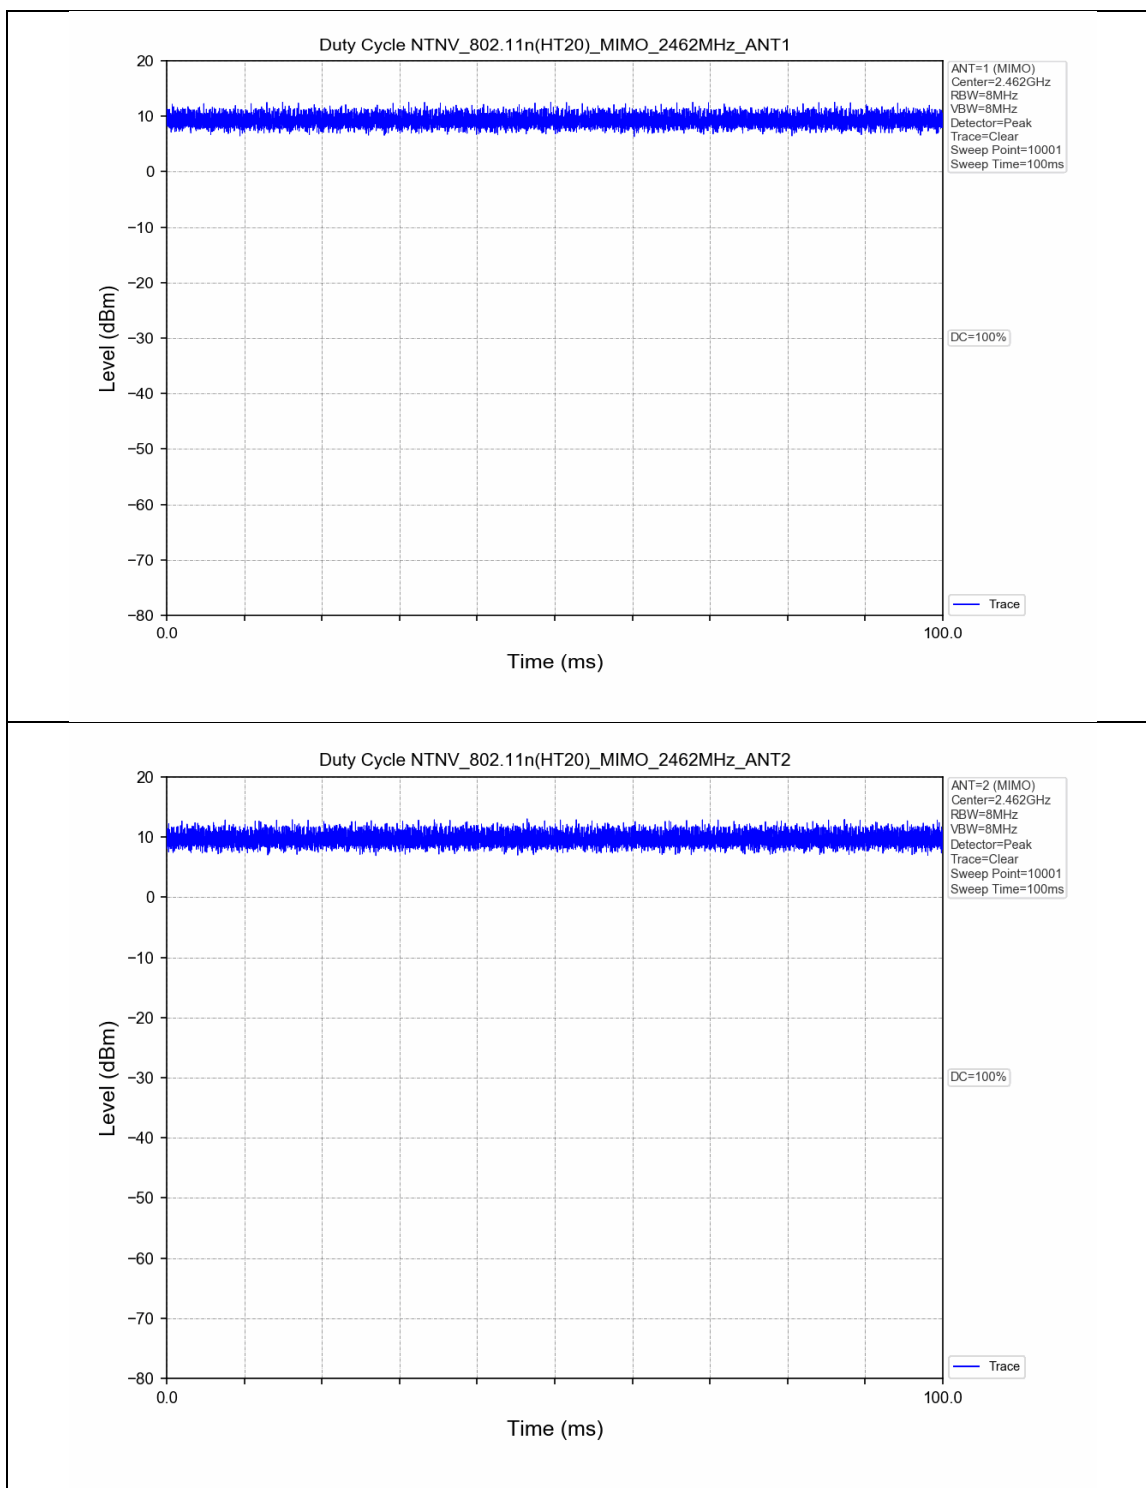 Duty Cycle NTNV_802.11n(HT20)_MIMO_2462MHz_ANT1
20
10
0
−10
−20
−30
−40
−50
−60
−70
−80
Level (dBm)
0.0
100.0
Time (ms)
ANT=1 (MIMO)
Center=2.462GHz
RBW=8MHz
VBW=8MHz
Detector=Peak
Trace=Clear
Sweep Point=10001
Sweep Time=100ms
DC=100%
Trace
Duty Cycle NTNV_802.11n(HT20)_MIMO_2462MHz_ANT2
20
10
0
−10
−20
−30
−40
−50
−60
−70
−80
Level (dBm)
0.0
100.0
Time (ms)
ANT=2 (MIMO)
Center=2.462GHz
RBW=8MHz
VBW=8MHz
Detector=Peak
Trace=Clear
Sweep Point=10001
Sweep Time=100ms
DC=100%
Trace